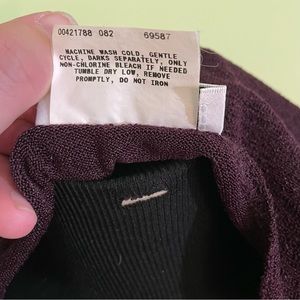 00421788 082 69587
MACHINE WASH COLD, GENTLE
CYCLE, DARKS SEPARATELY, ONLY
NON-CHLORINE BLEACH IF NEEDED
TUMBLE DRY LOW, REMOVE
PROMPTLY, DO NOT IRON